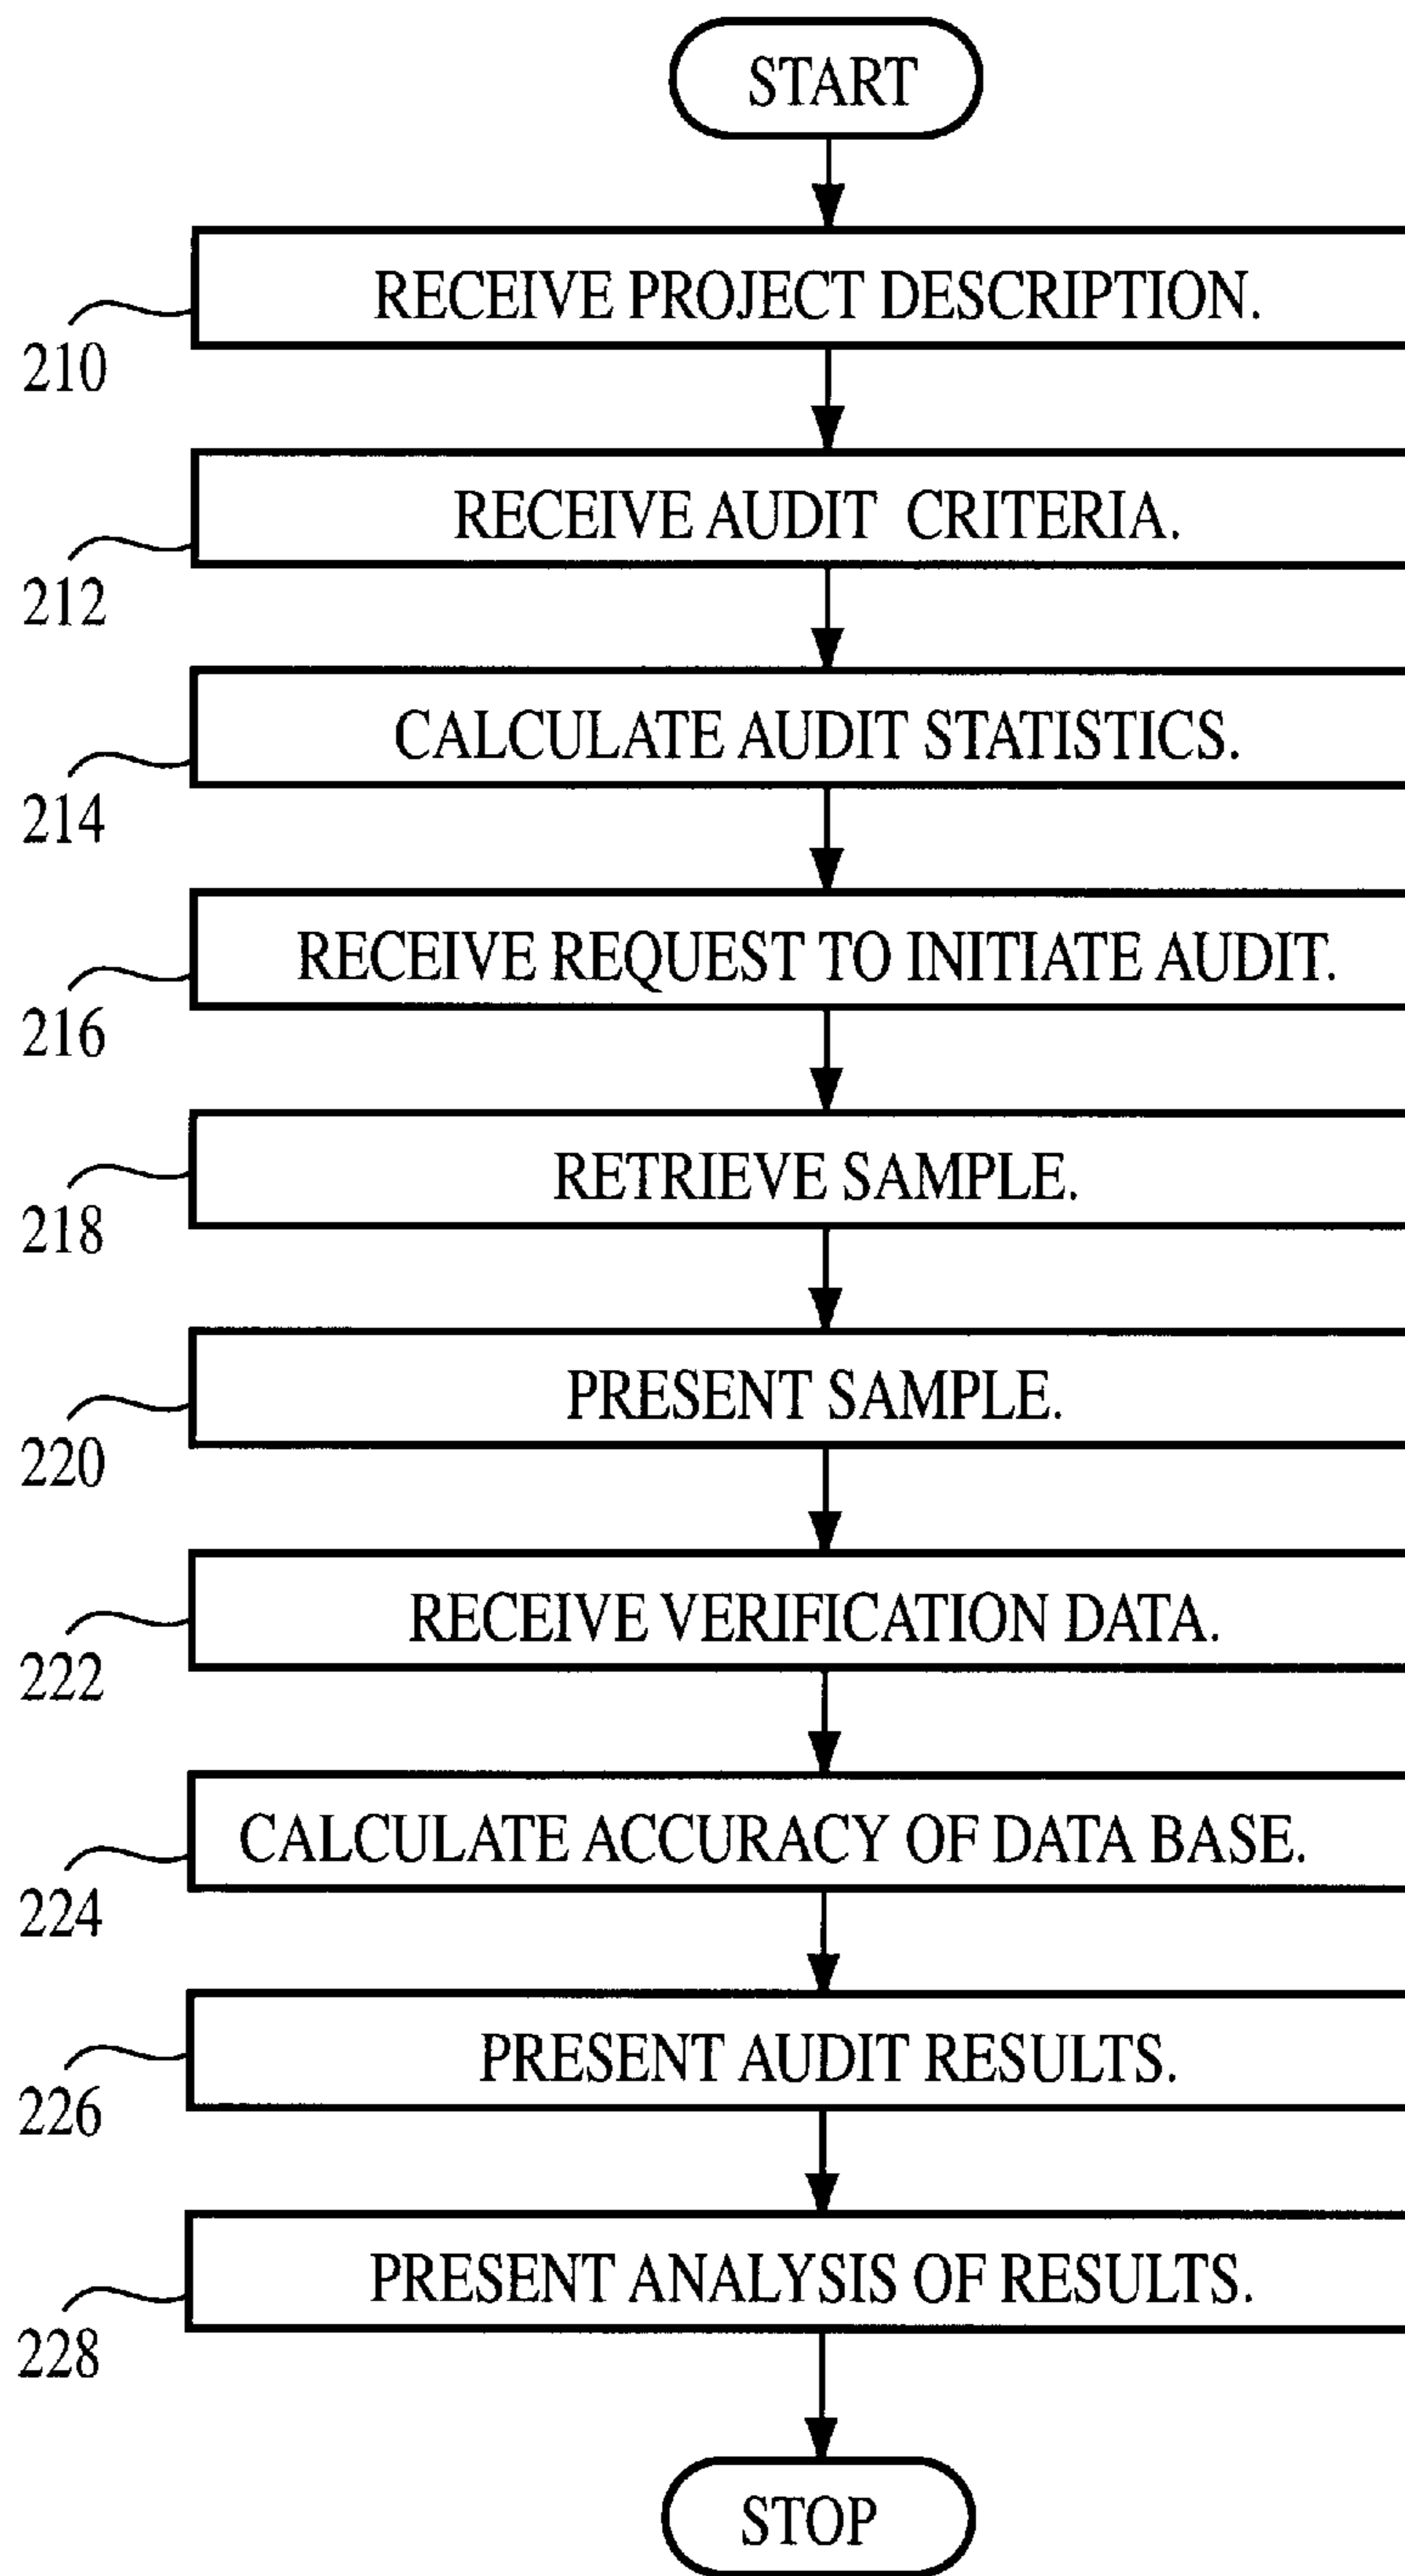 START
RECEIVE PROJECT DESCRIPTION.
210
RECEIVE AUDIT CRITERIA.
212
CALCULATE AUDIT STATISTICS.
214
RECEIVE REQUEST TO INITIATE AUDIT.
216
RETRIEVE SAMPLE.
218
PRESENT SAMPLE.
220
RECEIVE VERIFICATION DATA.
222
CALCULATE ACCURACY OF DATA BASE.
224
PRESENT AUDIT RESULTS.
226
PRESENT ANALYSIS OF RESULTS.
228
STOP